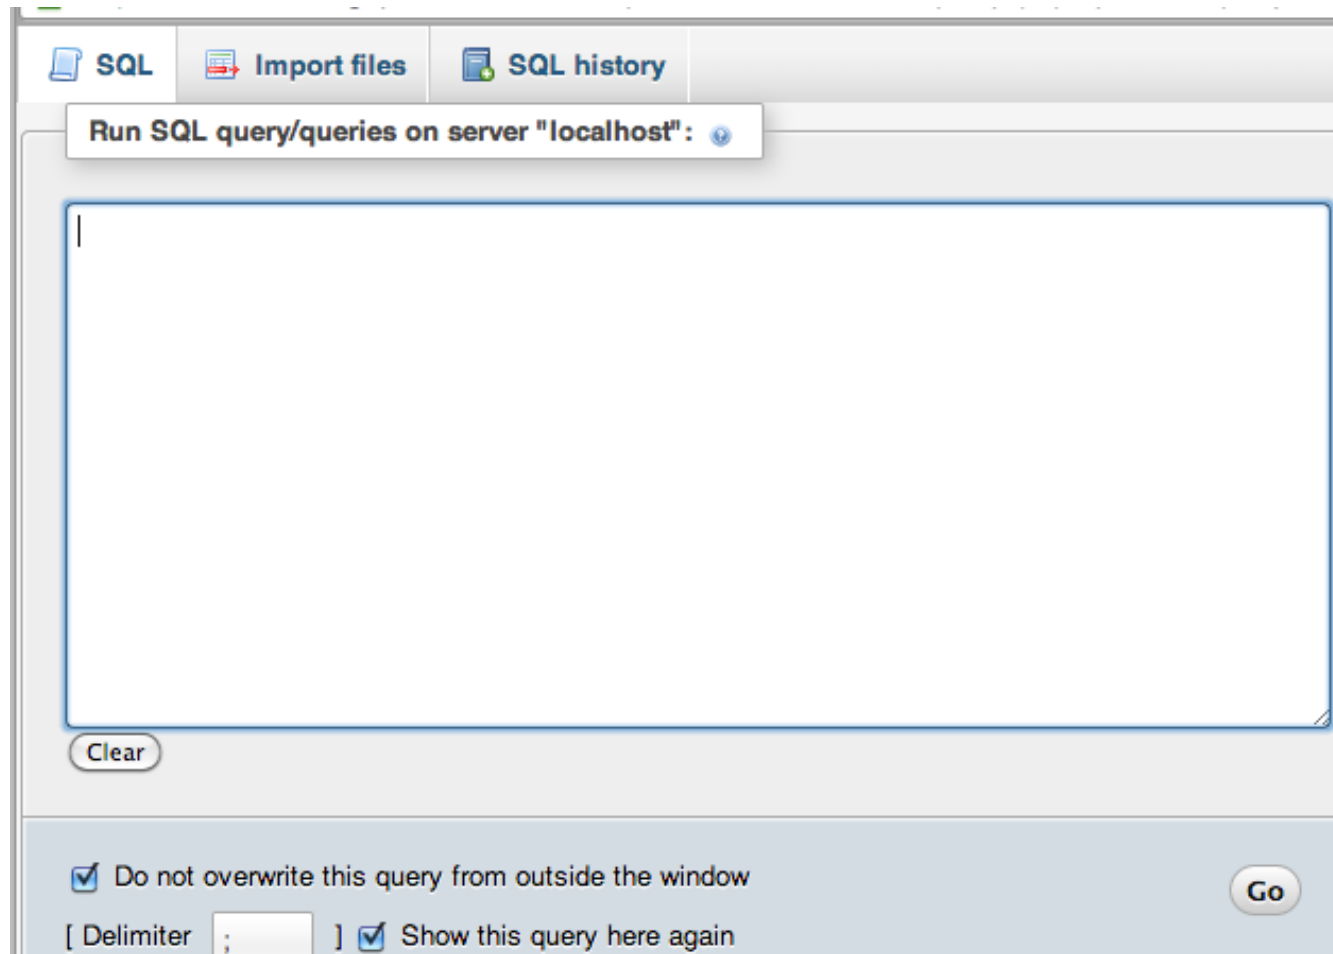 SQL Import files SQL history
Run SQL query/queries on server "localhost":
Clear
Do not overwrite this query from outside the window
Go
[ Delimiter ; ] Show this query here again